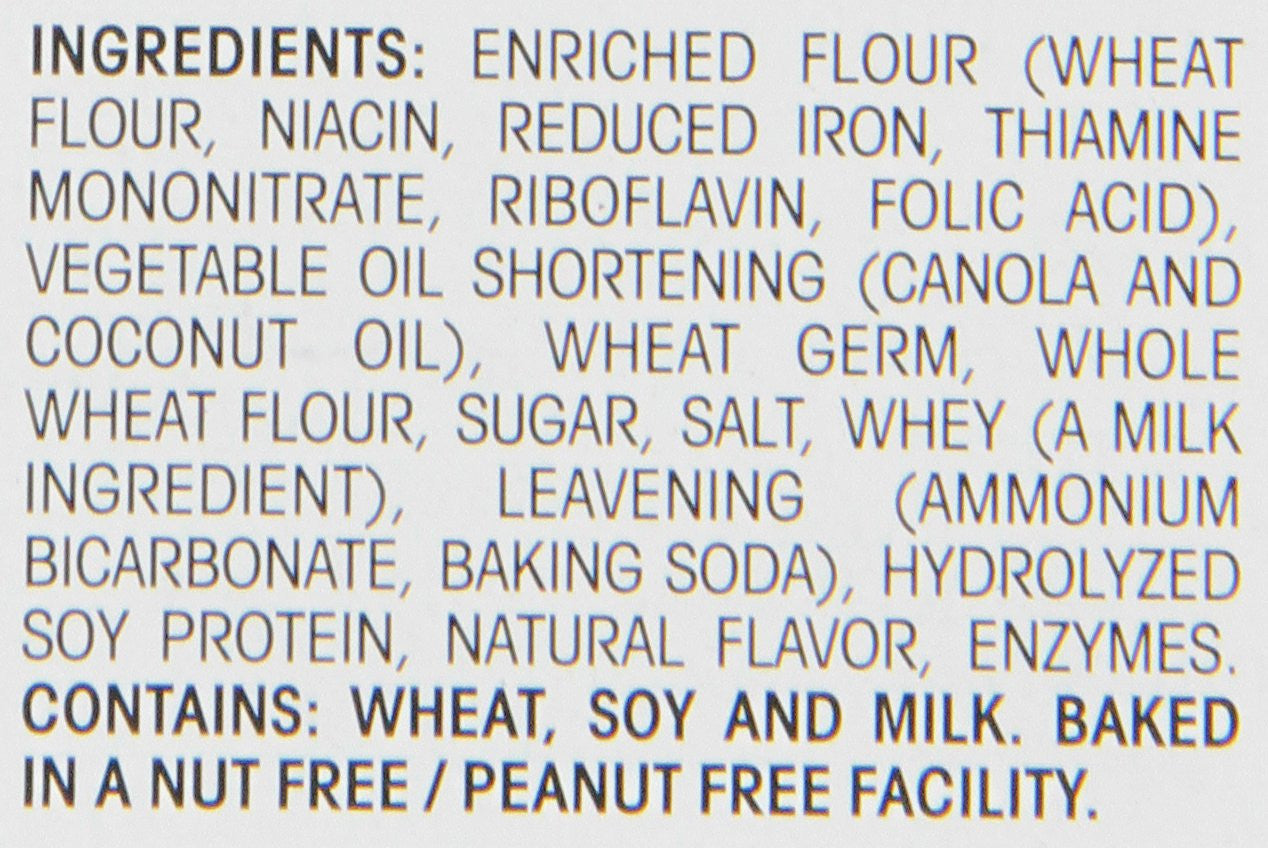 INGREDIENTS: ENRICHED FLOUR (WHEAT
FLOUR, NIACIN, REDUCED IRON, THIAMINE
MONONITRATE, RIBOFLAVIN, FOLIC ACID),
VEGETABLE OIL SHORTENING (CANOLA AND
COCONUT OIL), WHEAT GERM, WHOLE
WHEAT FLOUR, SUGAR, SALT, WHEY (A MILK
INGREDIENT), LEAVENING (AMMONIUM
BICARBONATE, BAKING SODA), HYDROLYZED
SOY PROTEIN, NATURAL FLAVOR, ENZYMES.
CONTAINS: WHEAT, SOY AND MILK. BAKED
IN A NUT FREE / PEANUT FREE FACILITY.